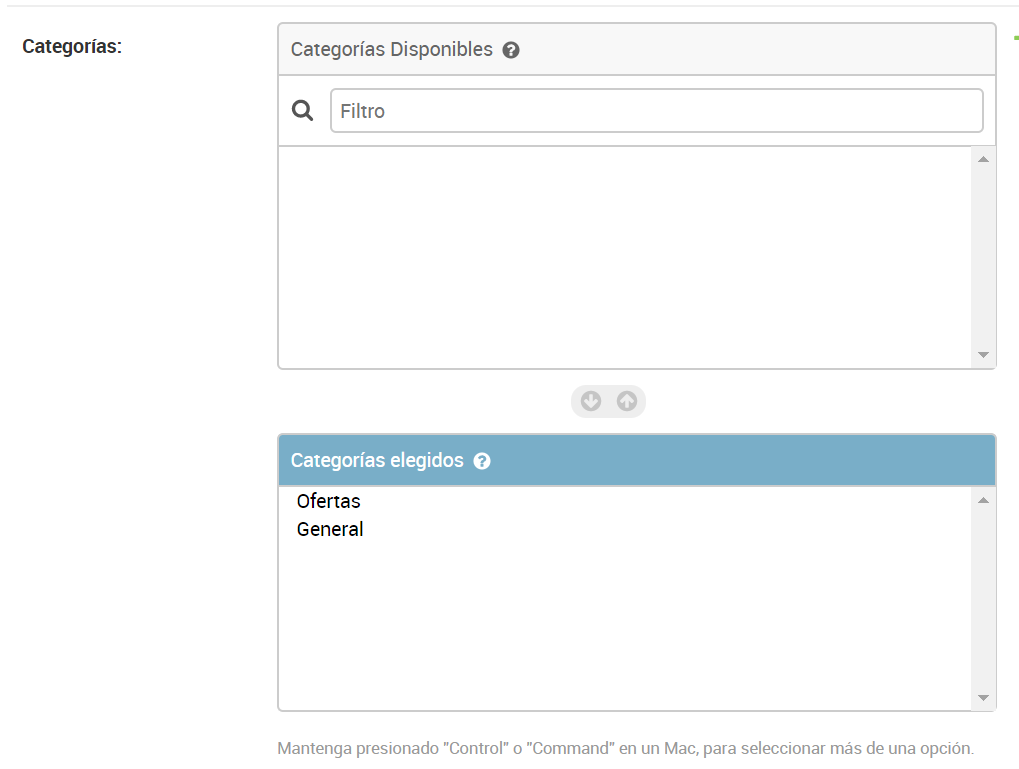 Categorías:
Categorías Disponibles
Filtro
Categorías elegidos
Ofertas
General
Mantenga presionado "Control" o "Command" en un Mac, para seleccionar más de una opción.